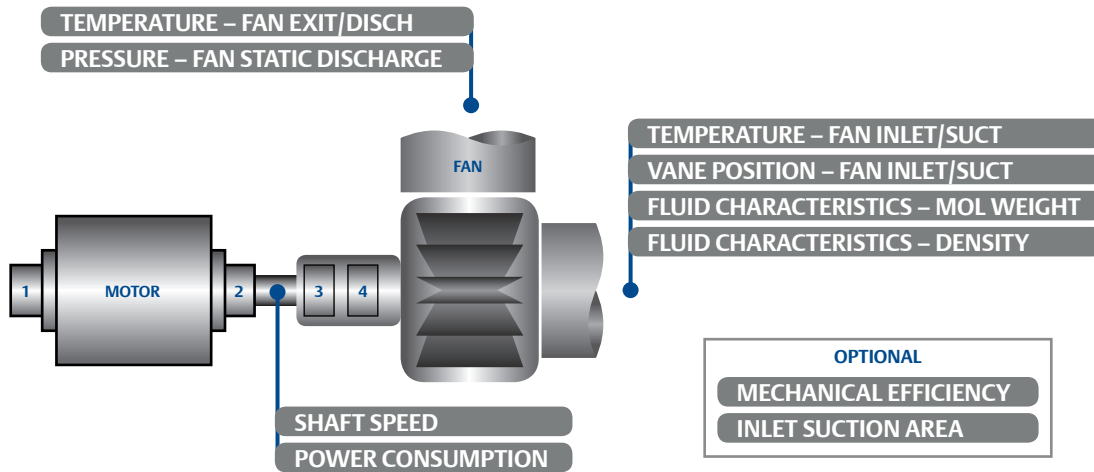 TEMPERATURE – FAN EXIT/DISCH
PRESSURE – FAN STATIC DISCHARGE
TEMPERATURE – FAN INLET/SUCT
VANE POSITION – FAN INLET/SUCT
FLUID CHARACTERISTICS – MOL WEIGHT
FLUID CHARACTERISTICS – DENSITY
FAN
1
MOTOR
2
3
4
SHAFT SPEED
POWER CONSUMPTION
OPTIONAL
MECHANICAL EFFICIENCY
INLET SUCTION AREA